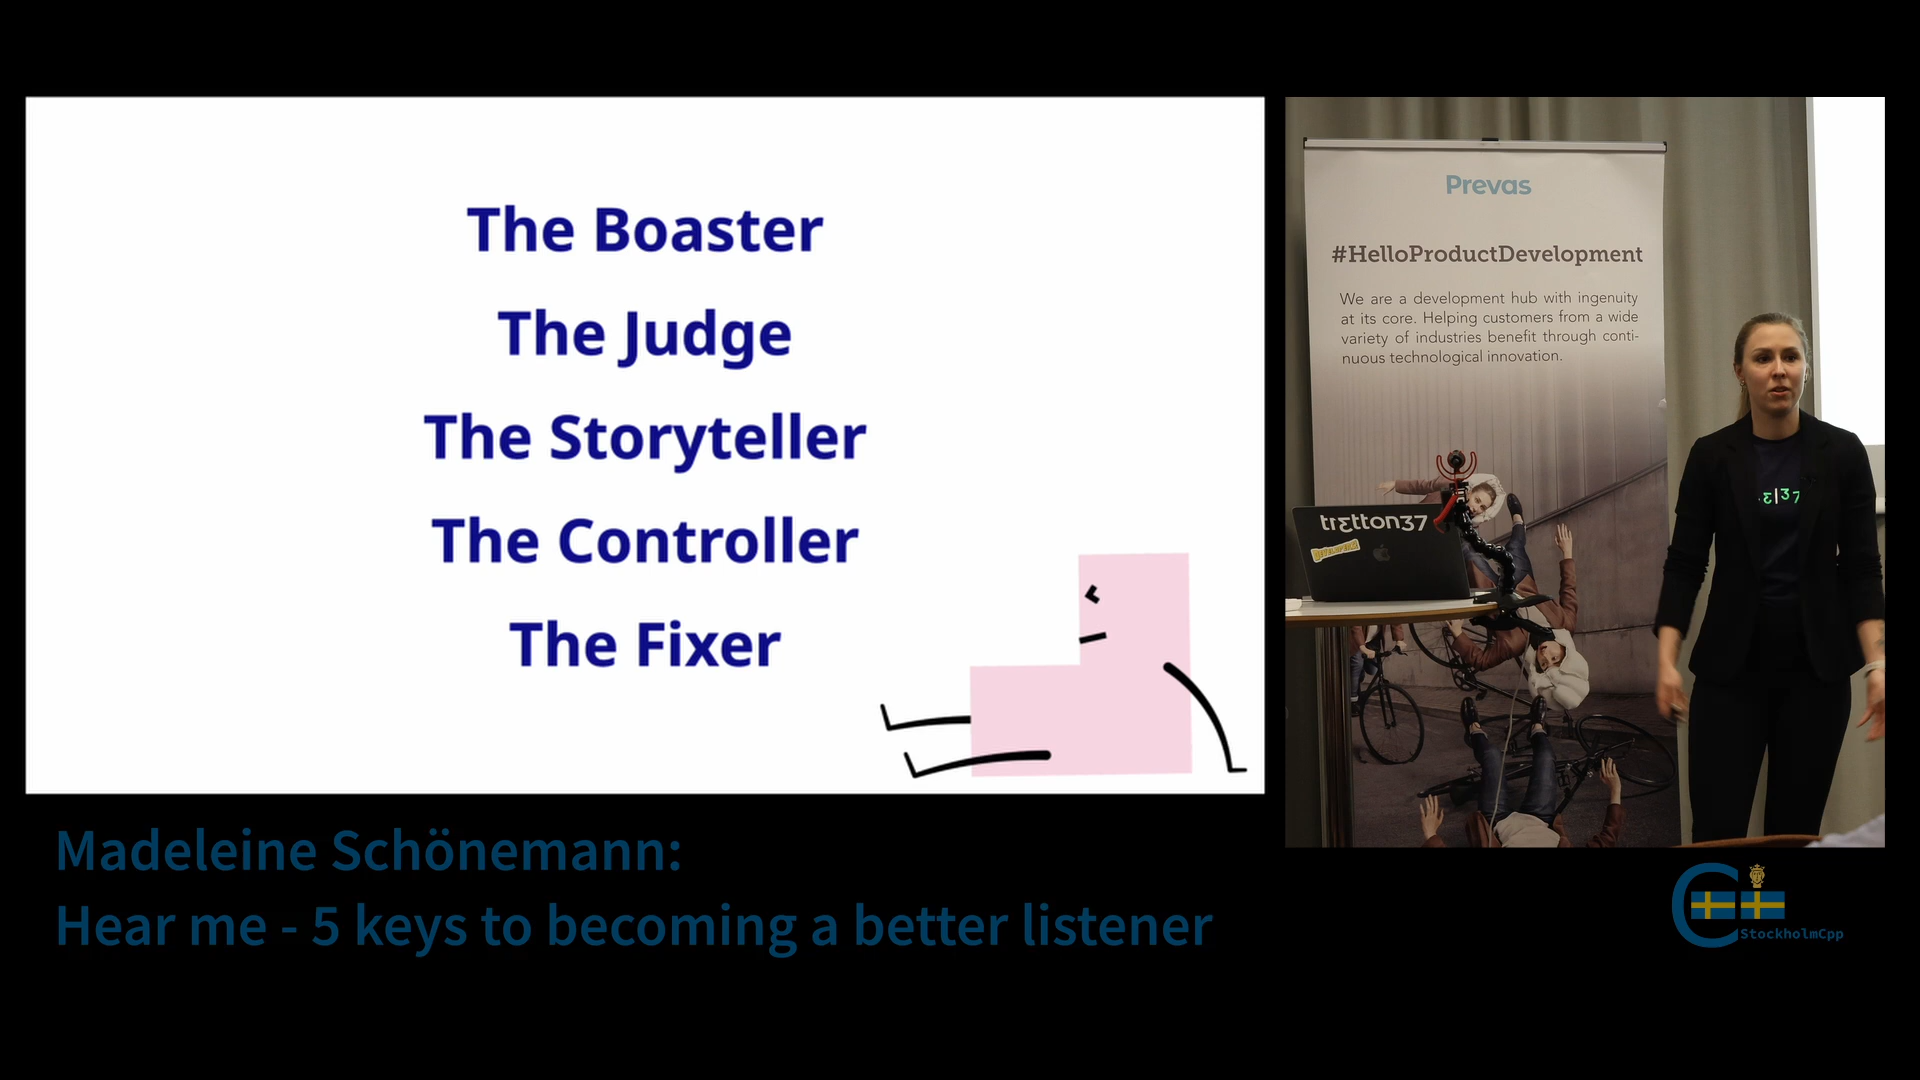 The Boaster
The Judge
The Storyteller
The Controller
The Fixer
Prevas
#HelloProductDevelopment
We are a development hub with ingenuity
at its core. Helping customers from a wide
variety of industries benefit through conti-
nuous technological innovation.
trɛtton37
ɛ|37
Madeleine Schönemann:
Hear me - 5 keys to becoming a better listener
StockholmCpp